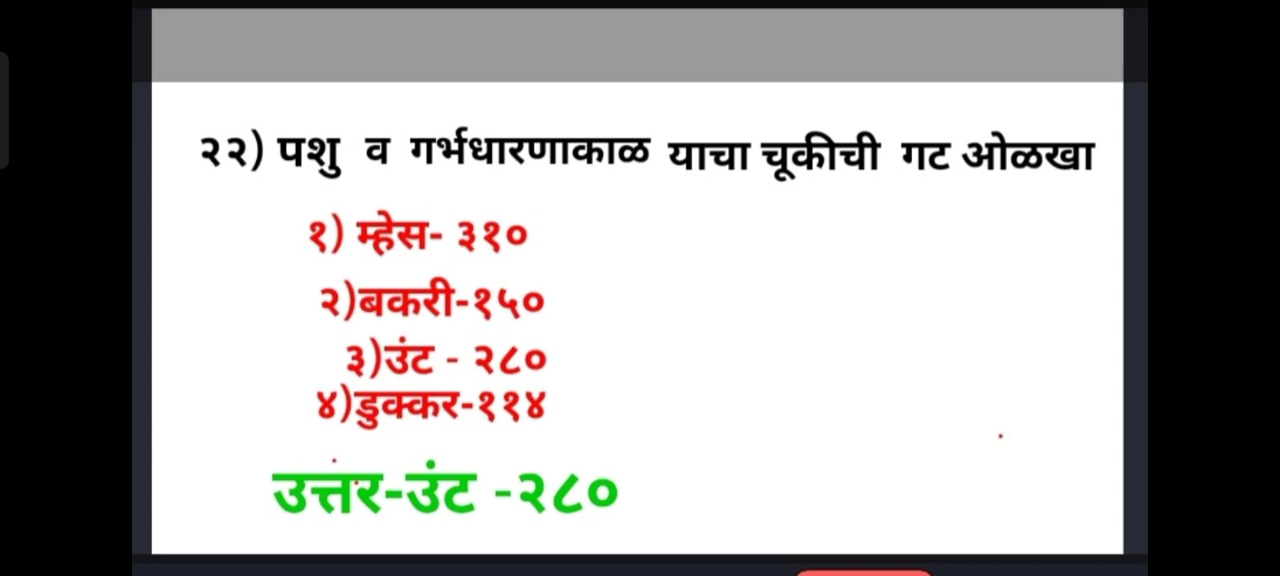 २२) पशु व गर्भधारणाकाळ याचा चूकीची गट ओळखा
१) म्हेस- ३१०
२)बकरी-१५०
३)उंट - २८०
४)डुक्कर-११४
उत्तर-उंट -२८०